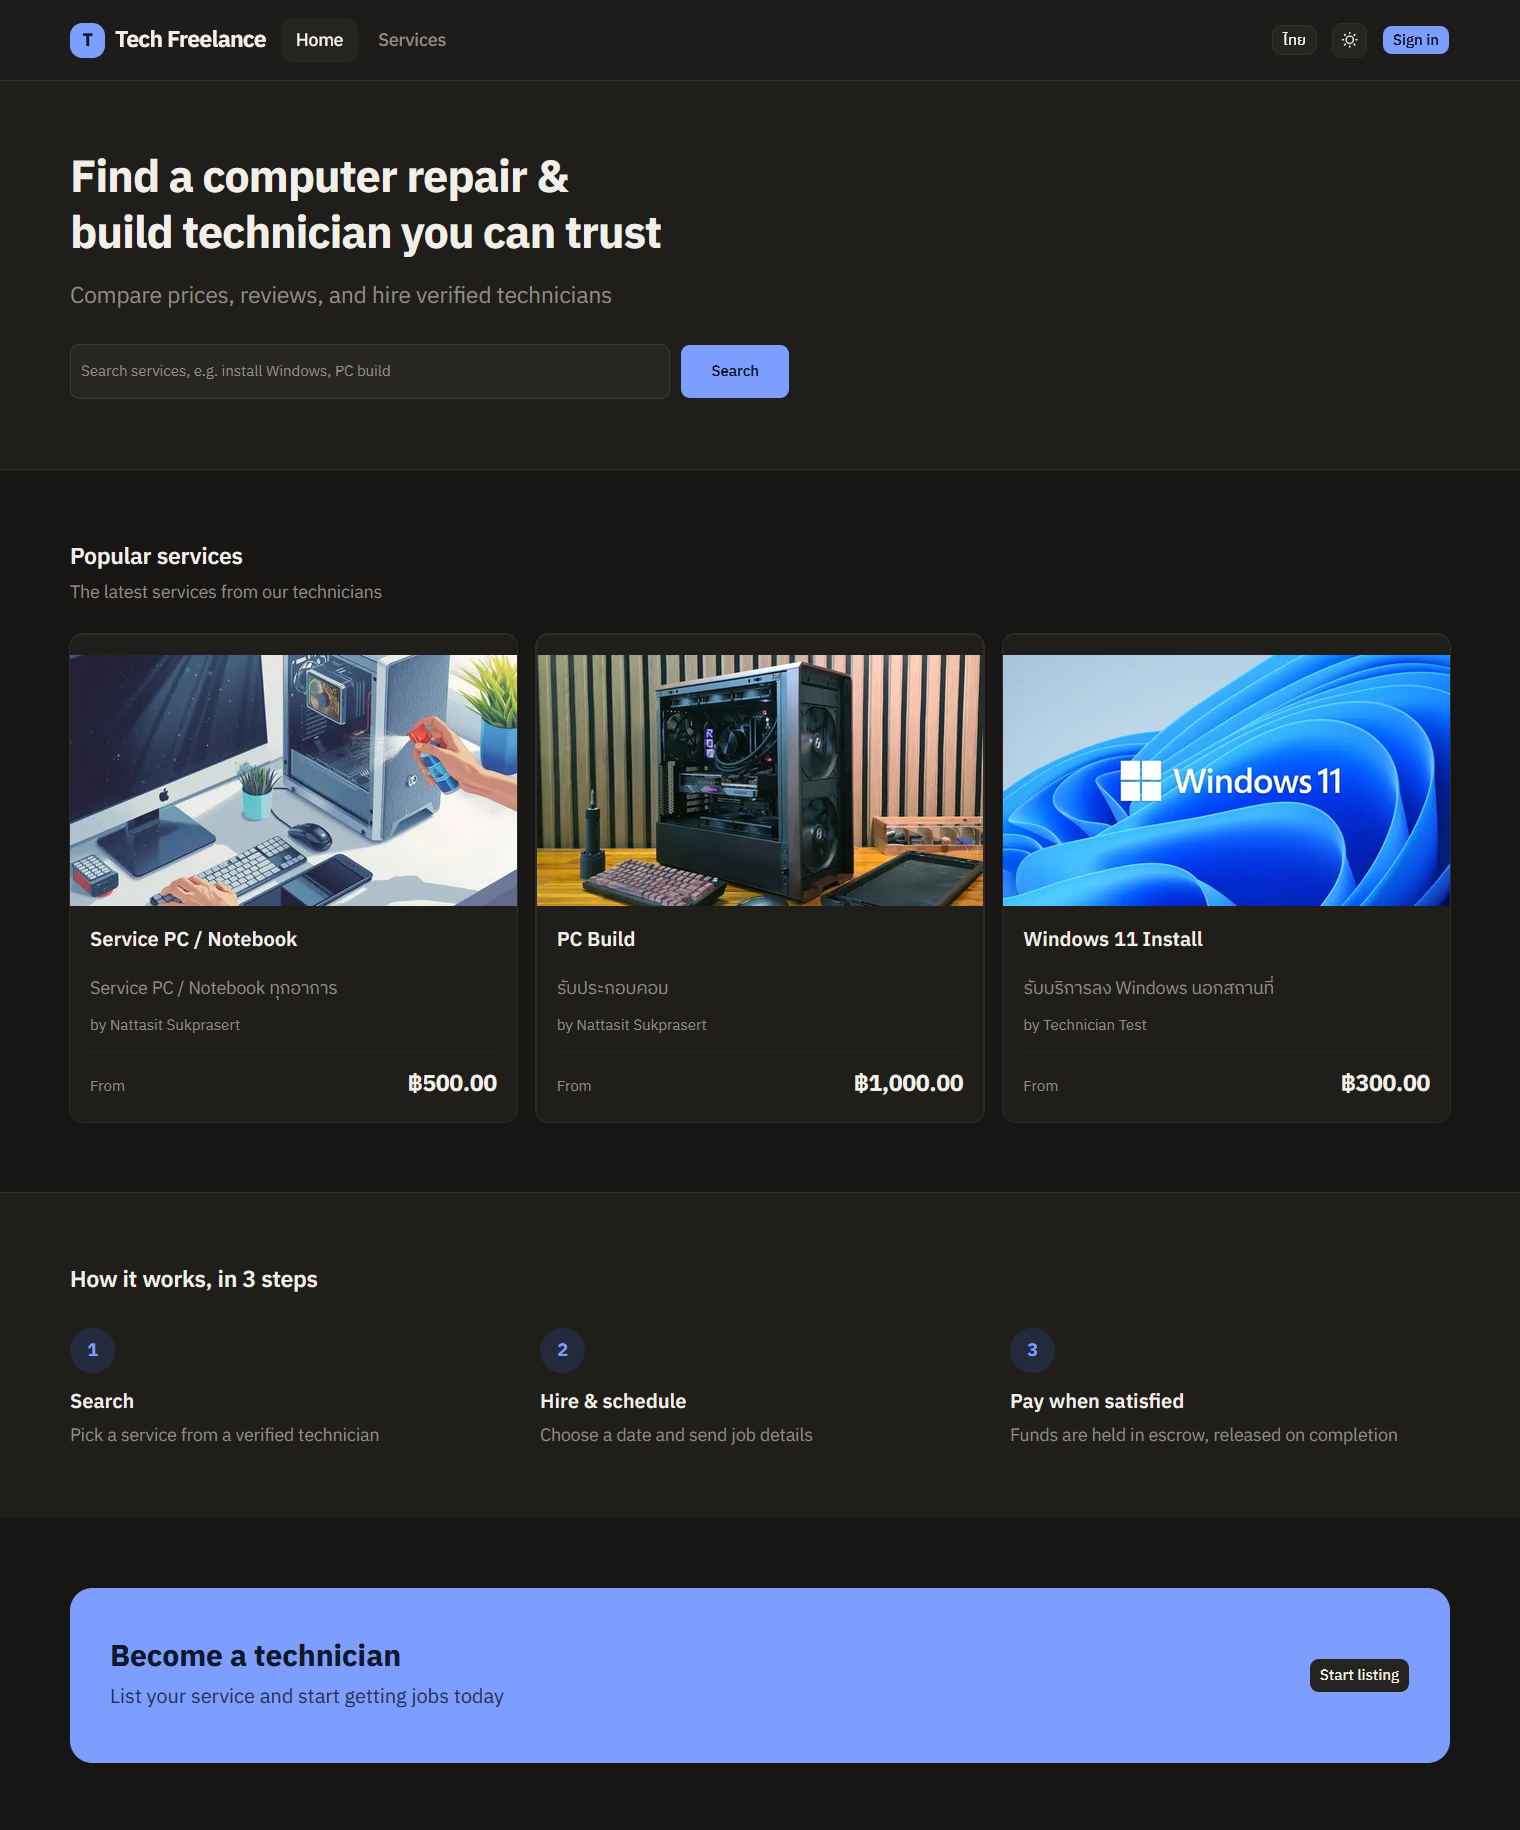 T Tech Freelance Home Services ไทย Sign in
Find a computer repair &
build technician you can trust
Compare prices, reviews, and hire verified technicians
Search services, e.g. install Windows, PC build Search
Popular services
The latest services from our technicians
Windows 11
Service PC / Notebook
Service PC / Notebook ทุกอาการ
by Nattasit Sukprasert
From ฿500.00
PC Build
รับประกอบคอม
by Nattasit Sukprasert
From ฿1,000.00
Windows 11 Install
รับบริการลง Windows นอกสถานที่
by Technician Test
From ฿300.00
How it works, in 3 steps
1
Search
Pick a service from a verified technician
2
Hire & schedule
Choose a date and send job details
3
Pay when satisfied
Funds are held in escrow, released on completion
Become a technician
List your service and start getting jobs today
Start listing